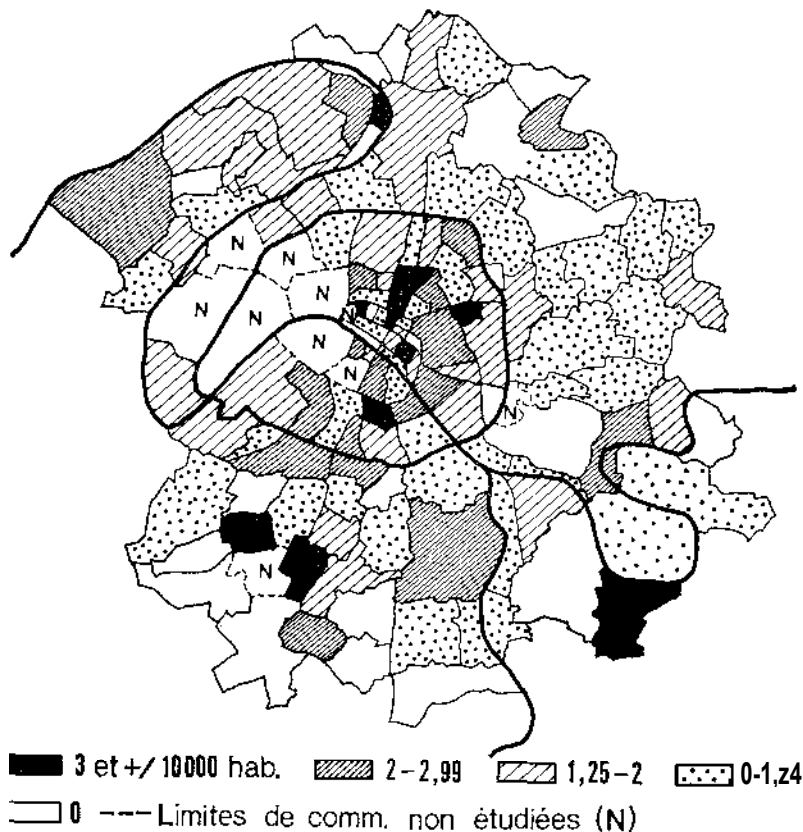 N
N
N
N
N
N
N
N
N
N
3 et +/10000 hab. 2-2,99 1,25-2 0-1,z4
0 --- Limites de comm. non étudiées (N)